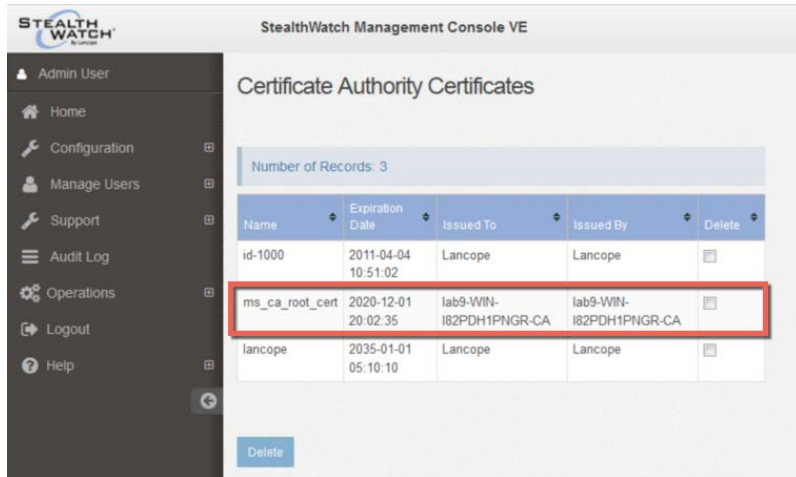 STEALTH
WATCH
By Lancope
StealthWatch Management Console VE
Admin User
Home
Configuration
Manage Users
Support
Audit Log
Operations
Logout
Help
Certificate Authority Certificates
Number of Records: 3
Name Expiration Date Issued To Issued By Delete
id-1000 2011-04-04 Lancope Lancope
10:51:02
ms_ca_root_cert 2020-12-01 lab9-WIN- lab9-WIN-
20:02:35 I82PDH1PNGR-CA I82PDH1PNGR-CA
lancope 2035-01-01 Lancope Lancope
05:10:10
Delete